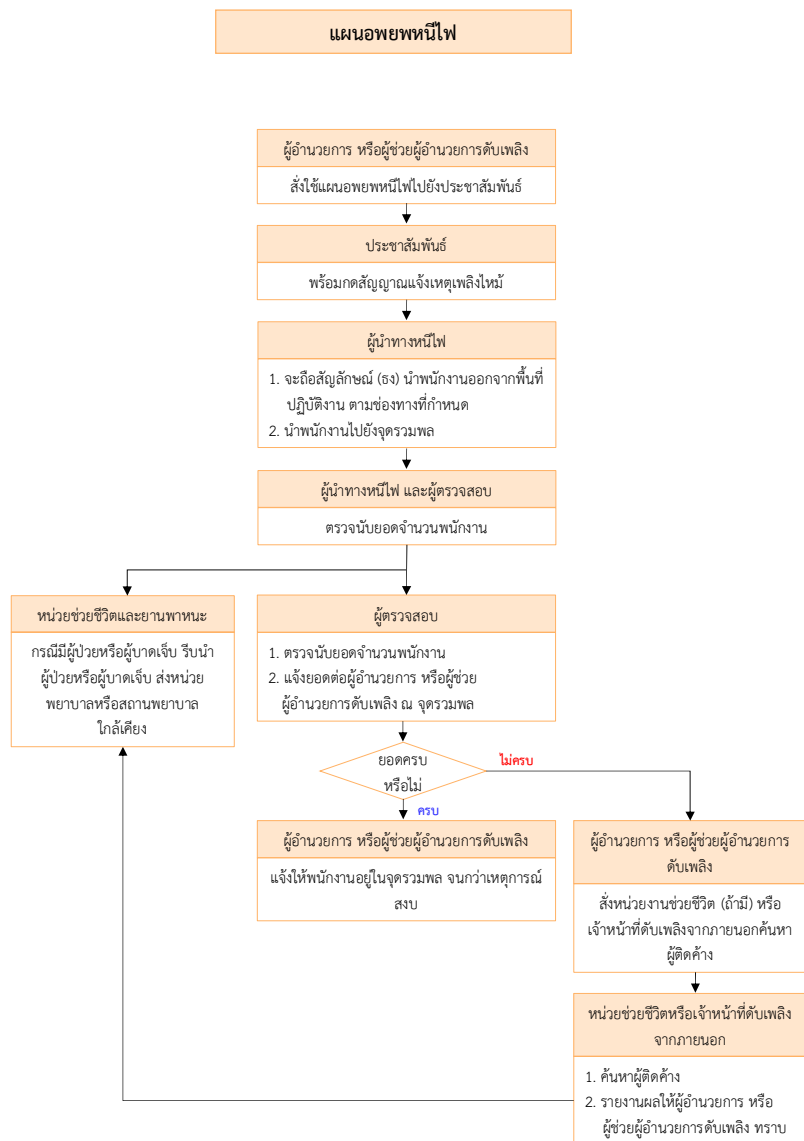 แผนอพยพหนีไฟ
ผู้อำนวยการ หรือผู้ช่วยผู้อำนวยการดับเพลิง
สั่งใช้แผนอพยพหนีไฟไปยังประชาสัมพันธ์
ประชาสัมพันธ์
พร้อมกดสัญญาณแจ้งเหตุเพลิงไหม้
ผู้นำทางหนีไฟ
1. จะถือสัญลักษณ์ (ธง) นำพนักงานออกจากพื้นที่
ปฏิบัติงาน ตามช่องทางที่กำหนด
2. นำพนักงานไปยังจุดรวมพล
ผู้นำทางหนีไฟ และผู้ตรวจสอบ
ตรวจนับยอดจำนวนพนักงาน
หน่วยช่วยชีวิตและยานพาหนะ
กรณีมีผู้ป่วยหรือผู้บาดเจ็บ รีบนำ
ผู้ป่วยหรือผู้บาดเจ็บ ส่งหน่วย
พยาบาลหรือสถานพยาบาล
ใกล้เคียง
ผู้ตรวจสอบ
1. ตรวจนับยอดจำนวนพนักงาน
2. แจ้งยอดต่อผู้อำนวยการ หรือผู้ช่วย
ผู้อำนวยการดับเพลิง ณ จุดรวมพล
ยอดครบ
หรือไม่
ไม่ครบ
ครบ
ผู้อำนวยการ หรือผู้ช่วยผู้อำนวยการดับเพลิง
แจ้งให้พนักงานอยู่ในจุดรวมพล จนกว่าเหตุการณ์
สงบ
ผู้อำนวยการ หรือผู้ช่วยผู้อำนวยการ
ดับเพลิง
สั่งหน่วยงานช่วยชีวิต (ถ้ามี) หรือ
เจ้าหน้าที่ดับเพลิงจากภายนอกค้นหา
ผู้ติดค้าง
หน่วยช่วยชีวิตหรือเจ้าหน้าที่ดับเพลิง
จากภายนอก
1. ค้นหาผู้ติดค้าง
2. รายงานผลให้ผู้อำนวยการ หรือ
ผู้ช่วยผู้อำนวยการดับเพลิง ทราบ